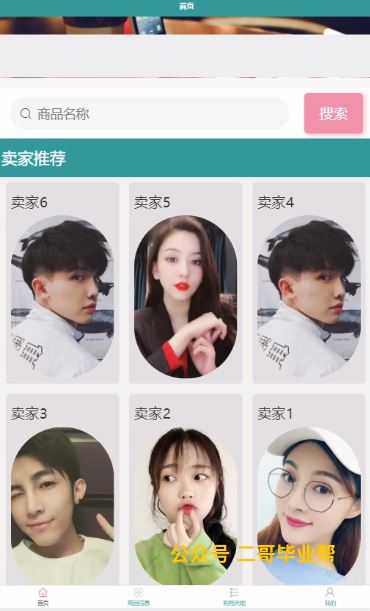 首页
商品名称
搜索
卖家推荐
卖家6
卖家5
卖家4
卖家3
卖家2
卖家1
公众号 二哥毕业帮
首页
商品信息
购物天地
我的